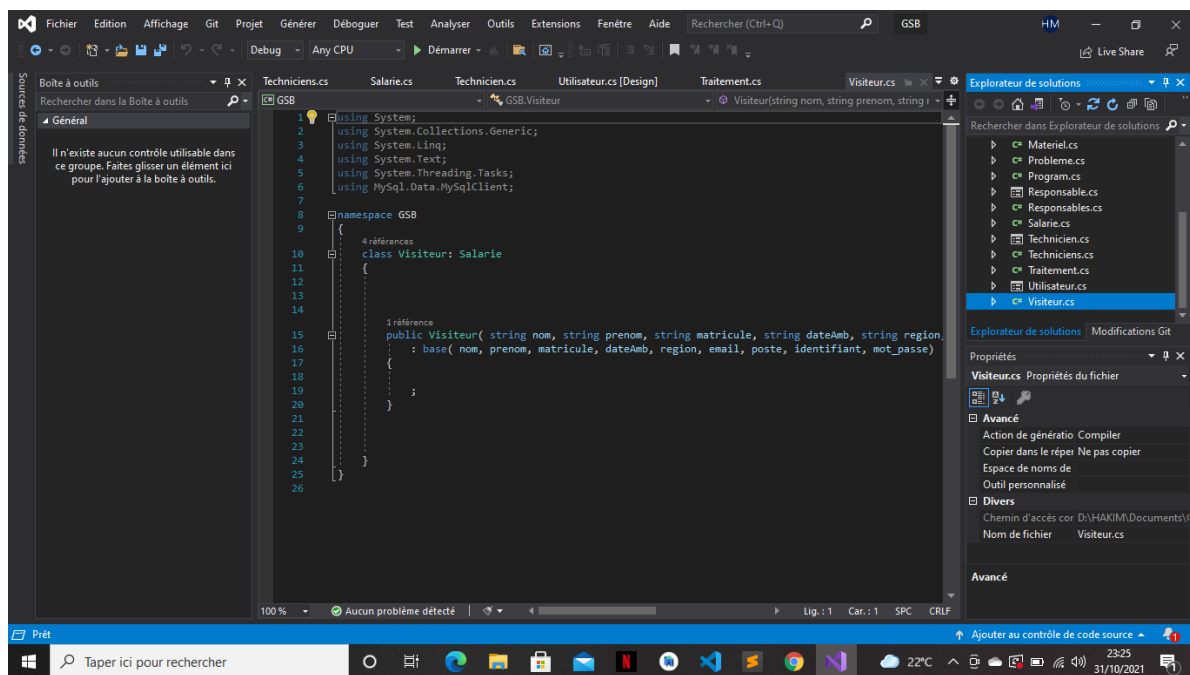 Fichier Edition Affichage Git Projet Générer Déboguer Test Analyser Outils Extensions Fenêtre Aide Rechercher (Ctrl+Q) GSB HM
Debug Any CPU Démarrer Live Share
Sources de données
Boîte à outils
Rechercher dans la Boîte à outils
Général
Il n'existe aucun contrôle utilisable dans
ce groupe. Faites glisser un élément ici
pour l'ajouter à la boîte à outils.
Techniciens.cs Salarie.cs Technicien.cs Utilisateur.cs [Design] Traitement.cs Visiteur.cs
GSB GSB.Visiteur Visiteur(string nom, string prenom, string r
1 using System;
2 using System.Collections.Generic;
3 using System.Linq;
4 using System.Text;
5 using System.Threading.Tasks;
6 using MySql.Data.MySqlClient;
7
8 namespace GSB
9 {
4 références
10 class Visiteur: Salarie
11 {
12
13
14
1 référence
15 public Visiteur( string nom, string prenom, string matricule, string dateAmb, string region,
16 : base( nom, prenom, matricule, dateAmb, region, email, poste, identifiant, mot_passe)
17 {
18
19 ;
20 }
21
22
23
24 }
25 }
26
100 % Aucun problème détecté Lig. : 1 Car. : 1 SPC CRLF
Explorateur de solutions
Rechercher dans Explorateur de solutions
C# Materiel.cs
C# Probleme.cs
C# Program.cs
Responsable.cs
C# Responsables.cs
C# Salarie.cs
Technicien.cs
C# Techniciens.cs
C# Traitement.cs
Utilisateur.cs
C# Visiteur.cs
Explorateur de solutions Modifications Git
Propriétés
Visiteur.cs Propriétés du fichier
Avancé
Action de génératio Compiler
Copier dans le réper Ne pas copier
Espace de noms de
Outil personnalisé
Divers
Chemin d'accès cor D:\HAKIM\Documents\
Nom de fichier Visiteur.cs
Avancé
Prêt Ajouter au contrôle de code source 1
Taper ici pour rechercher 22°C 23:25
31/10/2021 1